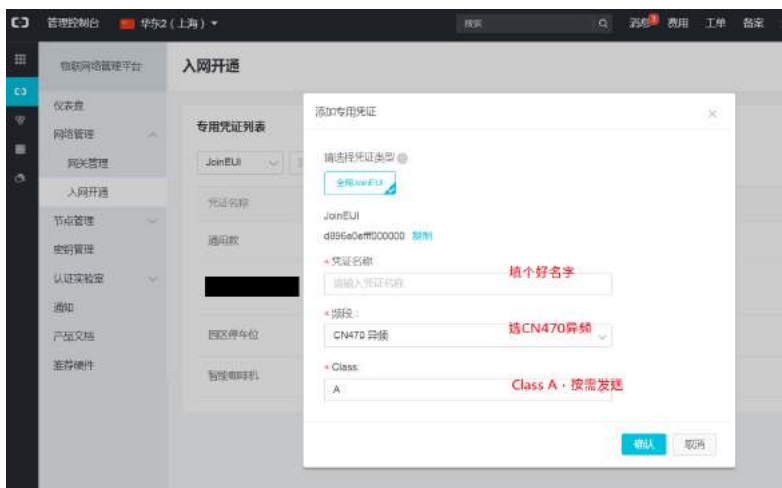 管理控制台 华东2（上海）
搜索
消息 费用 工单 备案
物联网络管理平台
仪表盘
网络管理
网关管理
入网开通
节点管理
密钥管理
认证实验室
通知
产品文档
推荐硬件
入网开通
专用凭证列表
JoinEUI
凭证名称
通用款
园区停车位
智能咖啡机
添加专用凭证
请选择凭证类型
全局JoinEUI
JoinEUI
d896e0efff000000 复制
* 凭证名称
请输入凭证名称
填个好名字
* 频段：
CN470 异频
选CN470异频
* Class:
A
Class A，按需发送
确认 取消